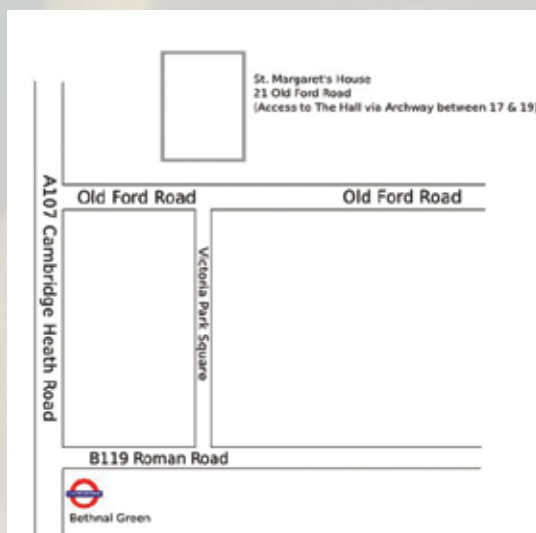 St. Margaret's House
21 Old Ford Road
(Access to The Hall via Archway between 17 & 19)
Old Ford Road
Old Ford Road
A107 Cambridge Heath Road
Victoria Park Square
B119 Roman Road
Bethnal Green